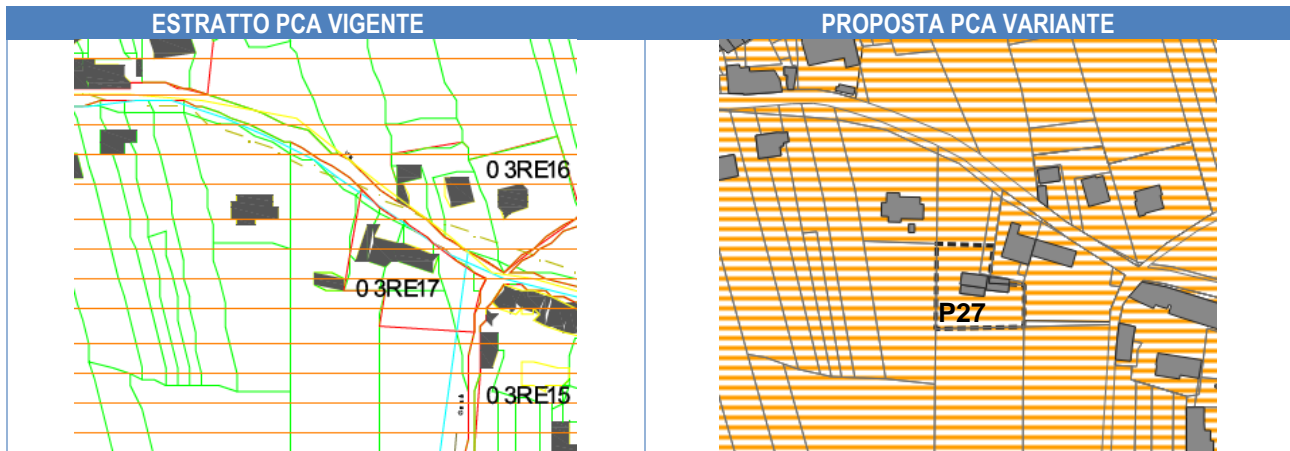 ESTRATTO PCA VIGENTE
PROPOSTA PCA VARIANTE
0 3RE16
0 3RE17
0 3RE15
P27